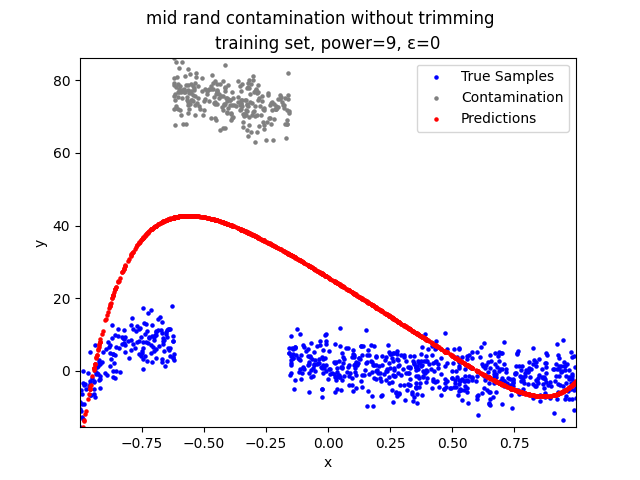 mid rand contamination without trimming
training set, power=9, ε=0
True Samples
Contamination
Predictions
80
60
40
20
0
y
−0.75 −0.50 −0.25 0.00 0.25 0.50 0.75
x